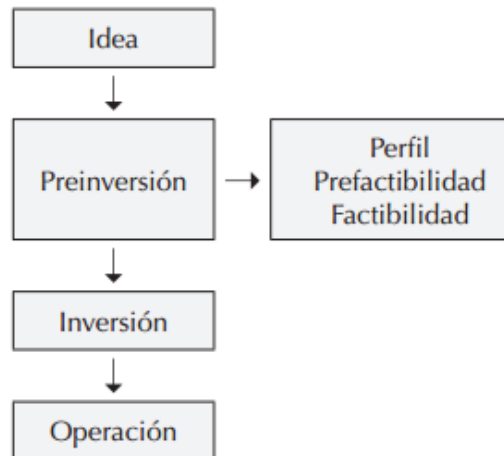 Idea
Preinversión
Perfil
Prefactibilidad
Factibilidad
Inversión
Operación